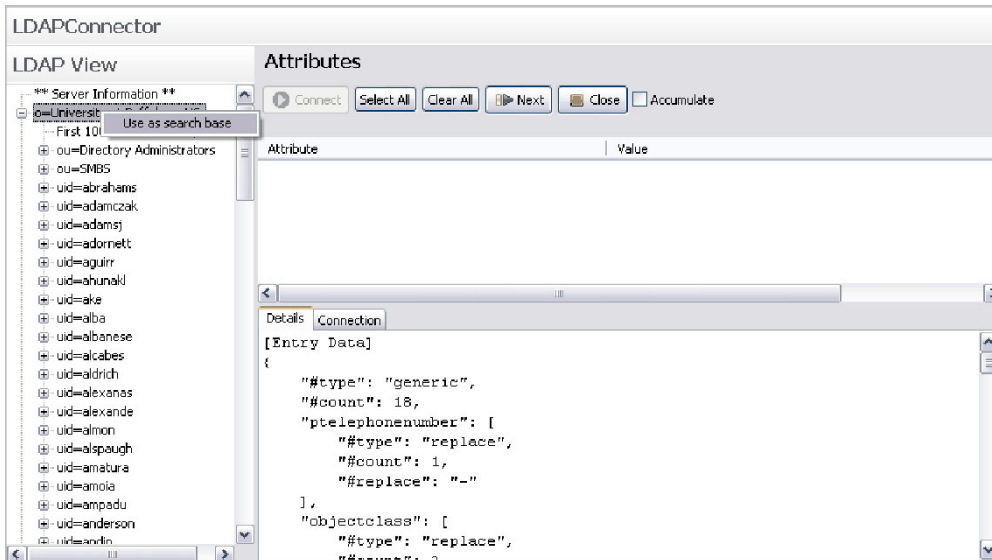 LDAPConnector
LDAP View
** Server Information **
Use as search base
First
ou=Directory Administrators
ou=SMBS
uid=abrahams
uid=adamczak
uid=adamsj
uid=adornett
uid=aguirr
uid=ahunakl
uid=ake
uid=alba
uid=albanese
uid=alcabes
uid=aldrich
uid=alexanas
uid=alexande
uid=almon
uid=alspaugh
uid=amatura
uid=amoia
uid=ampadu
uid=anderson
Attributes
Connect Select All Clear All Next Close Accumulate
Attribute Value
Details Connection
[Entry Data]
{
"#type": "generic",
"#count": 18,
"ptelephonenumber": [
"#type": "replace",
"#count": 1,
"#replace": "-"
],
"objectclass": [
"#type": "replace",